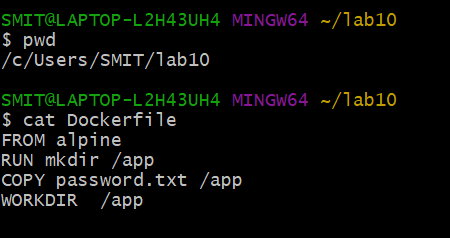 SMIT@LAPTOP-L2H43UH4 MINGW64 ~/lab10
$ pwd
/c/Users/SMIT/lab10
SMIT@LAPTOP-L2H43UH4 MINGW64 ~/lab10
$ cat Dockerfile
FROM alpine
RUN mkdir /app
COPY password.txt /app
WORKDIR  /app